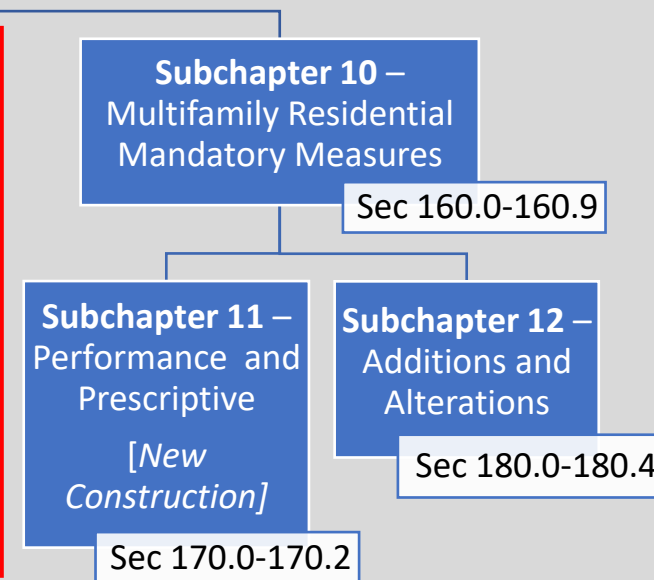 Subchapter 10 –
Multifamily Residential
Mandatory Measures
Sec 160.0-160.9
Subchapter 11 –
Performance and
Prescriptive
[New
Construction]
Sec 170.0-170.2
Subchapter 12 –
Additions and
Alterations
Sec 180.0-180.4